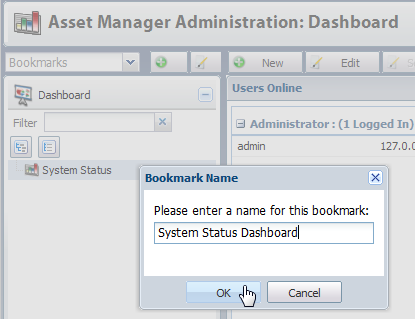 Asset Manager Administration: Dashboard
Bookmarks
New
Edit
Dashboard
Users Online
Filter
Administrator : (1 Logged In)
admin 127.0.0
System Status
Bookmark Name
Please enter a name for this bookmark:
System Status Dashboard
OK Cancel